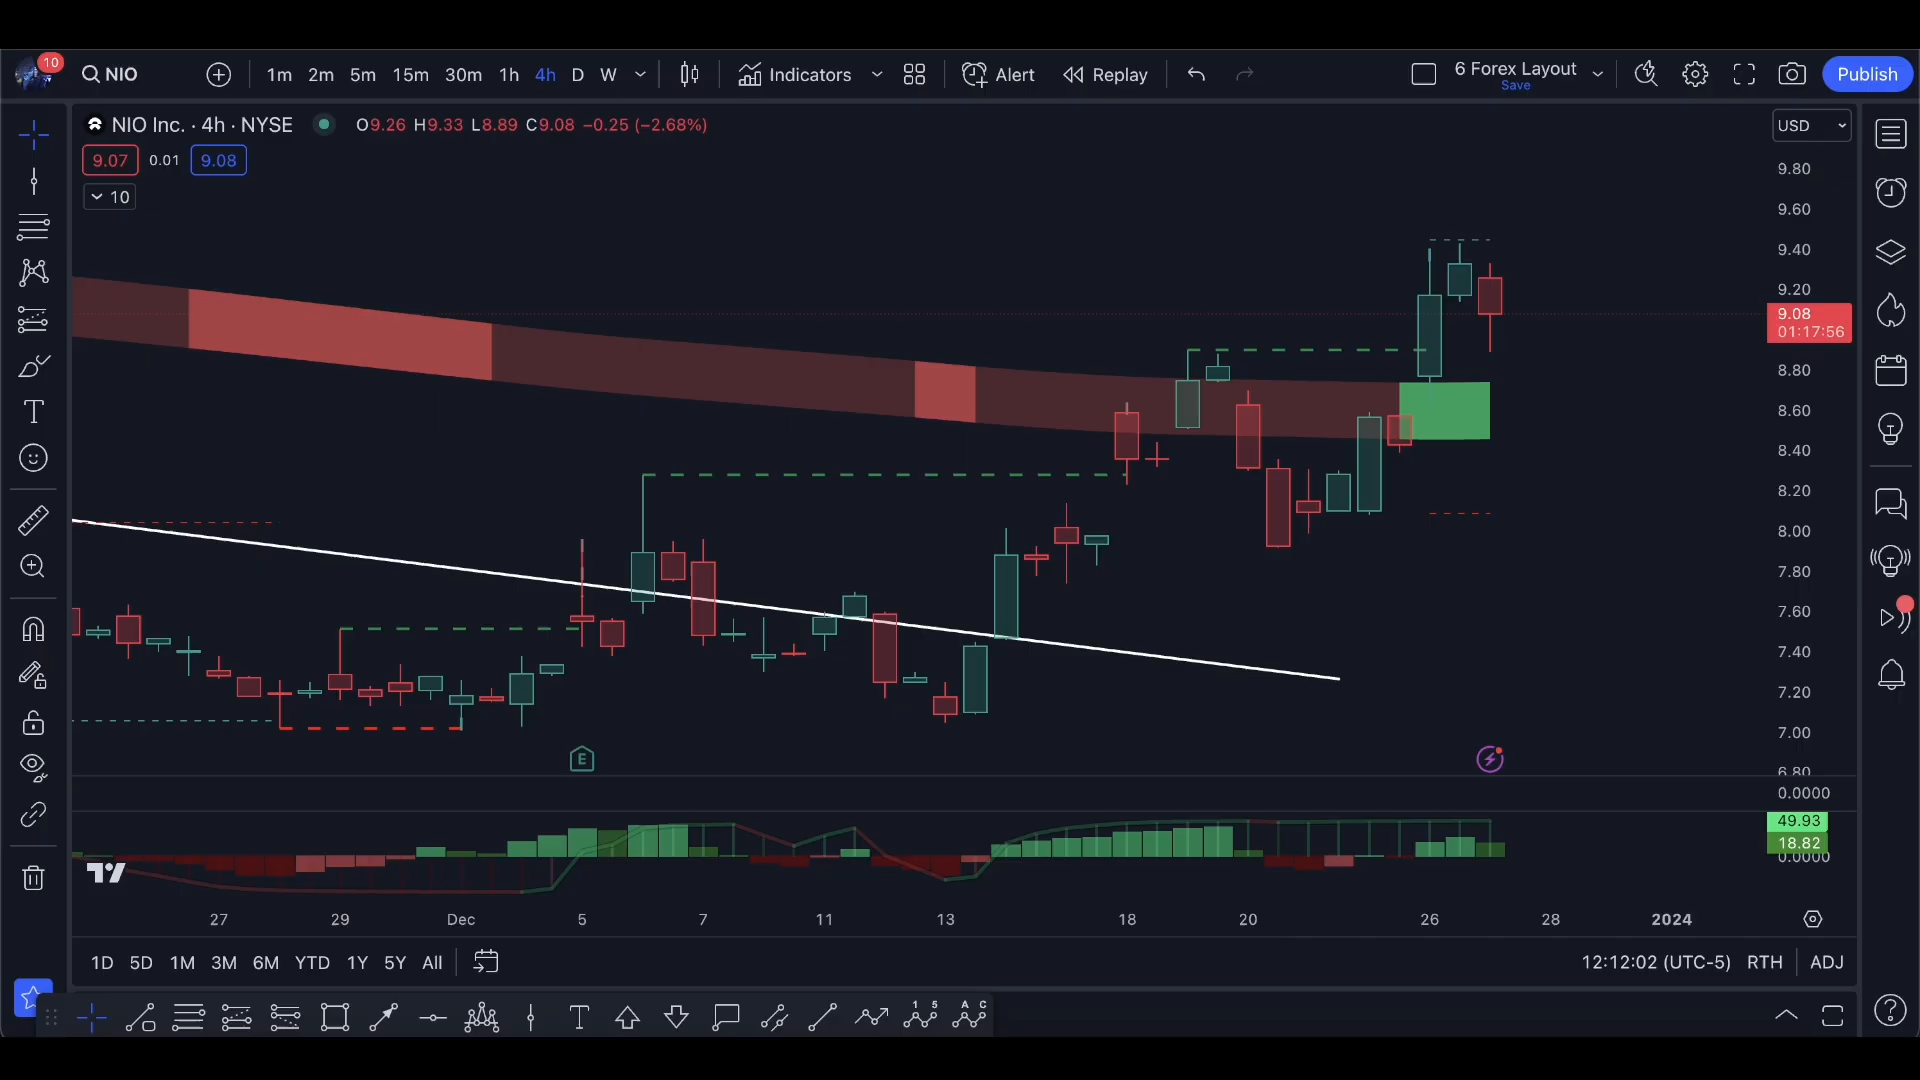 10
NIO
1m 2m 5m 15m 30m 1h 4h D W
Indicators
Alert
Replay
6 Forex Layout
Save
Publish
NIO Inc. · 4h · NYSE
O9.26 H9.33 L8.89 C9.08 −0.25 (−2.68%)
USD
9.07 0.01 9.08
10
9.80
9.60
9.40
9.20
9.08
01:17:56
8.80
8.60
8.40
8.20
8.00
7.80
7.60
7.40
7.20
7.00
6.80
E
0.0000
49.93
18.82
0.0000
27 29 Dec 5 7 11 13 18 20 26 28 2024
1D 5D 1M 3M 6M YTD 1Y 5Y All
12:12:02 (UTC-5) RTH ADJ
T
1 5
A C